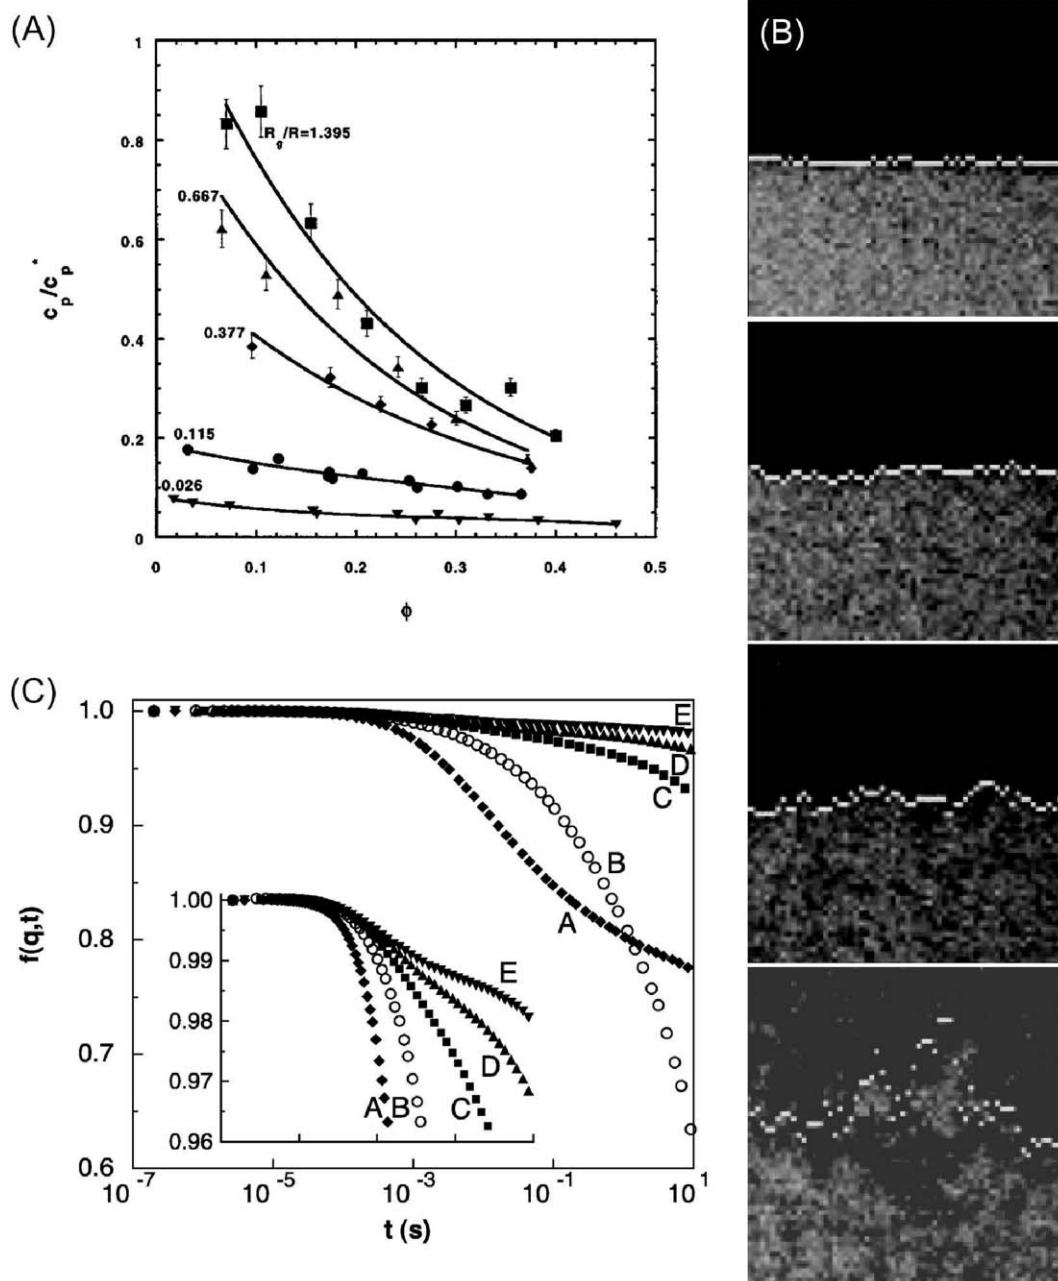 (A)
(B)
1
0.8
0.6
0.4
0.2
0
c_p/c_p^*
R_g/R=1.395
0.667
0.377
0.115
0.026
0
0.1
0.2
0.3
0.4
0.5
ϕ
(C)
1.0
0.9
0.8
0.7
0.6
f(q,t)
E
D
C
B
A
1.00
0.99
0.98
0.97
0.96
E
D
A B C
10^-7
10^-5
10^-3
10^-1
10^1
t (s)